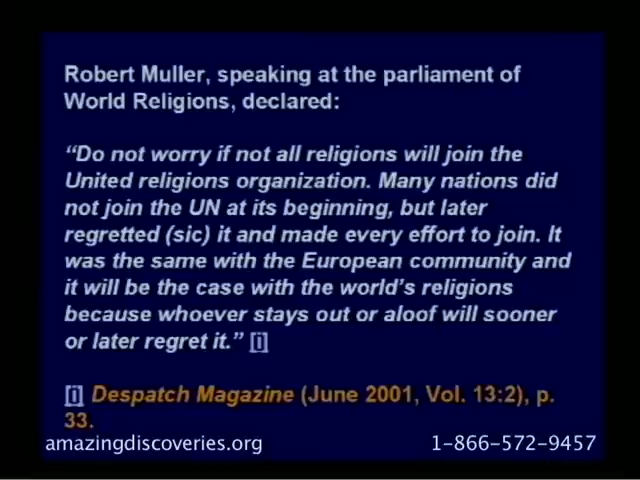 Robert Muller, speaking at the parliament of
World Religions, declared:
“Do not worry if not all religions will join the
United religions organization. Many nations did
not join the UN at its beginning, but later
regretted (sic) it and made every effort to join. It
was the same with the European community and
it will be the case with the world’s religions
because whoever stays out or aloof will sooner
or later regret it.” [i]
[i] Despatch Magazine (June 2001, Vol. 13:2), p.
33.
amazingdiscoveries.org 1-866-572-9457